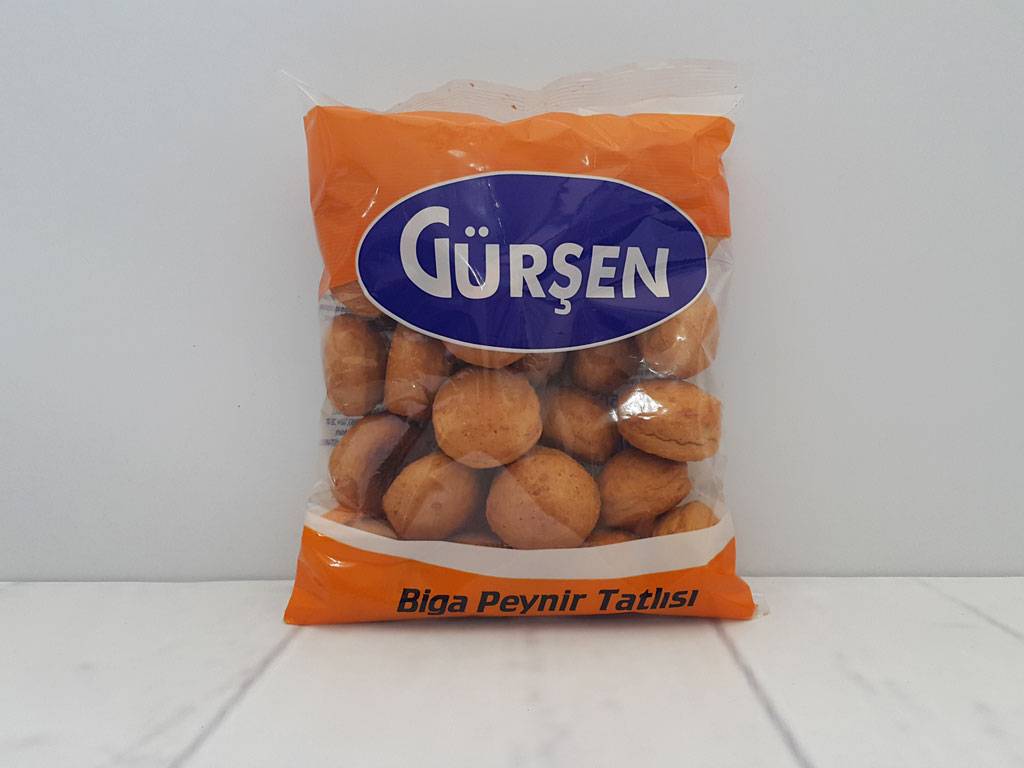 GÜRŞEN
Biga Peynir Tatlısı